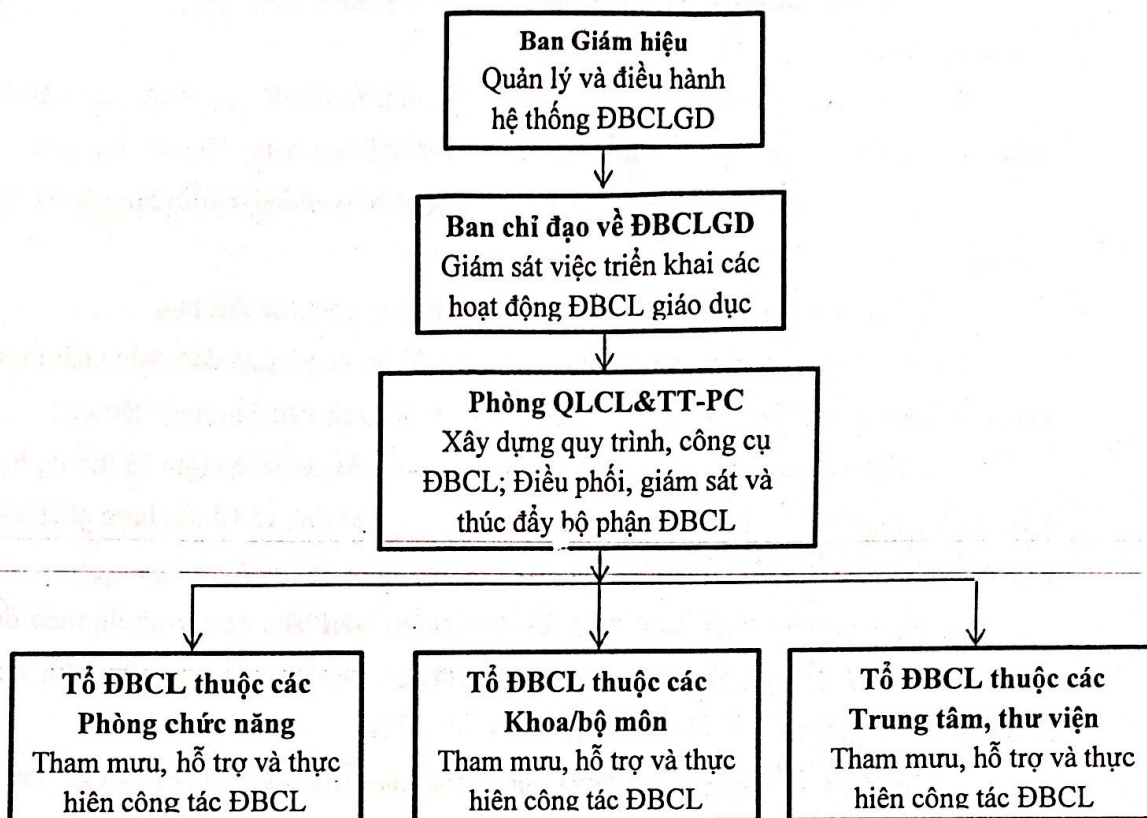 Ban Giám hiệu
Quản lý và điều hành
hệ thống ĐBCLGD
Ban chỉ đạo về ĐBCLGD
Giám sát việc triển khai các
hoạt động ĐBCL giáo dục
Phòng QLCL&TT-PC
Xây dựng quy trình, công cụ
ĐBCL; Điều phối, giám sát và
thúc đẩy bộ phận ĐBCL
Tổ ĐBCL thuộc các
Phòng chức năng
Tham mưu, hỗ trợ và thực
hiện công tác ĐBCL
Tổ ĐBCL thuộc các
Khoa/bộ môn
Tham mưu, hỗ trợ và thực
hiện công tác ĐBCL
Tổ ĐBCL thuộc các
Trung tâm, thư viện
Tham mưu, hỗ trợ và thực
hiện công tác ĐBCL